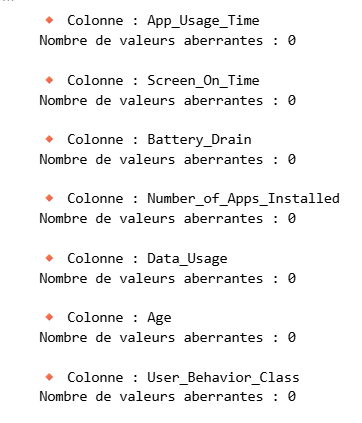 🔸 Colonne : App_Usage_Time
Nombre de valeurs aberrantes : 0
🔸 Colonne : Screen_On_Time
Nombre de valeurs aberrantes : 0
🔸 Colonne : Battery_Drain
Nombre de valeurs aberrantes : 0
🔸 Colonne : Number_of_Apps_Installed
Nombre de valeurs aberrantes : 0
🔸 Colonne : Data_Usage
Nombre de valeurs aberrantes : 0
🔸 Colonne : Age
Nombre de valeurs aberrantes : 0
🔸 Colonne : User_Behavior_Class
Nombre de valeurs aberrantes : 0